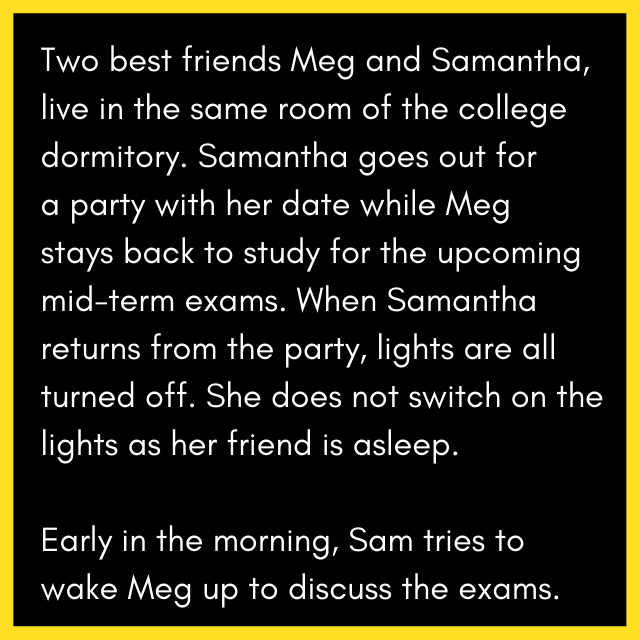 Two best friends Meg and Samantha,
live in the same room of the college
dormitory. Samantha goes out for
a party with her date while Meg
stays back to study for the upcoming
mid-term exams. When Samantha
returns from the party, lights are all
turned off. She does not switch on the
lights as her friend is asleep.
Early in the morning, Sam tries to
wake Meg up to discuss the exams.